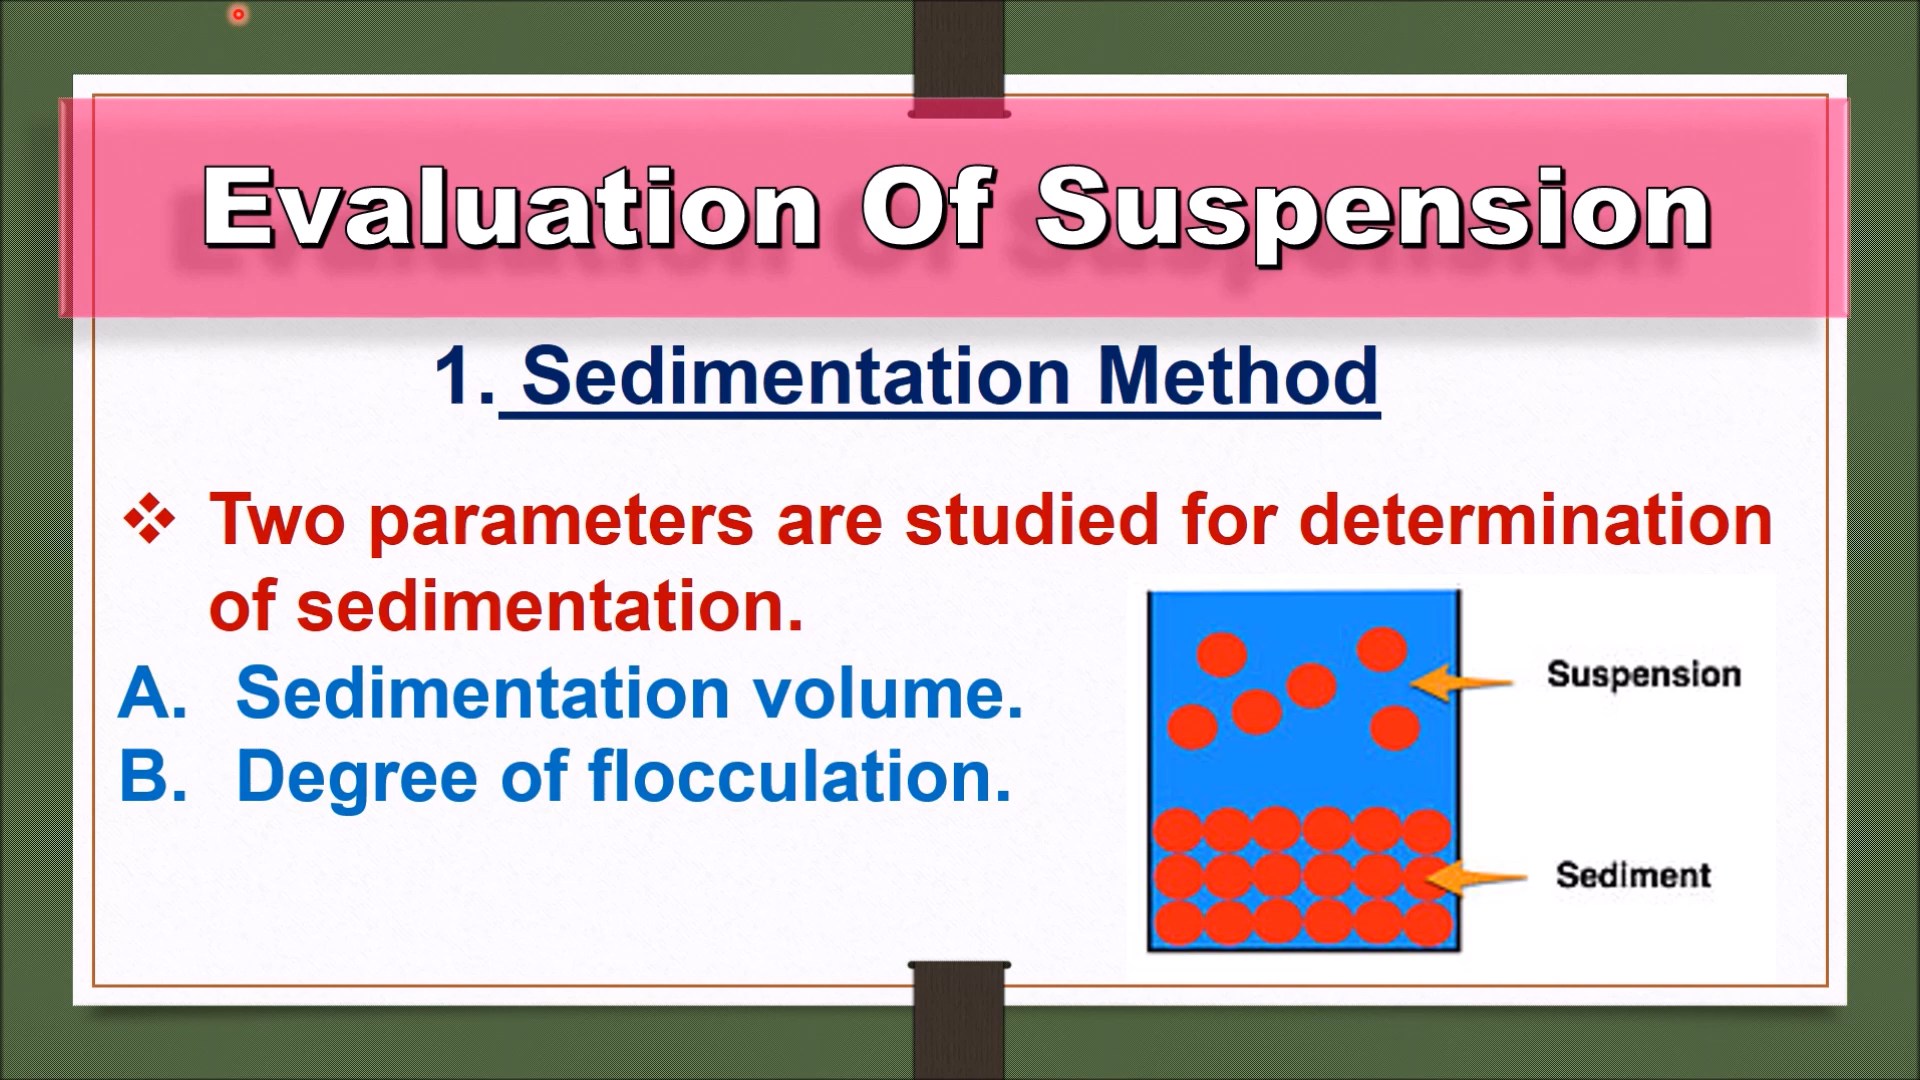 Evaluation Of Suspension
1. Sedimentation Method
❖ Two parameters are studied for determination
of sedimentation.
A. Sedimentation volume.
B. Degree of flocculation.
Suspension
Sediment